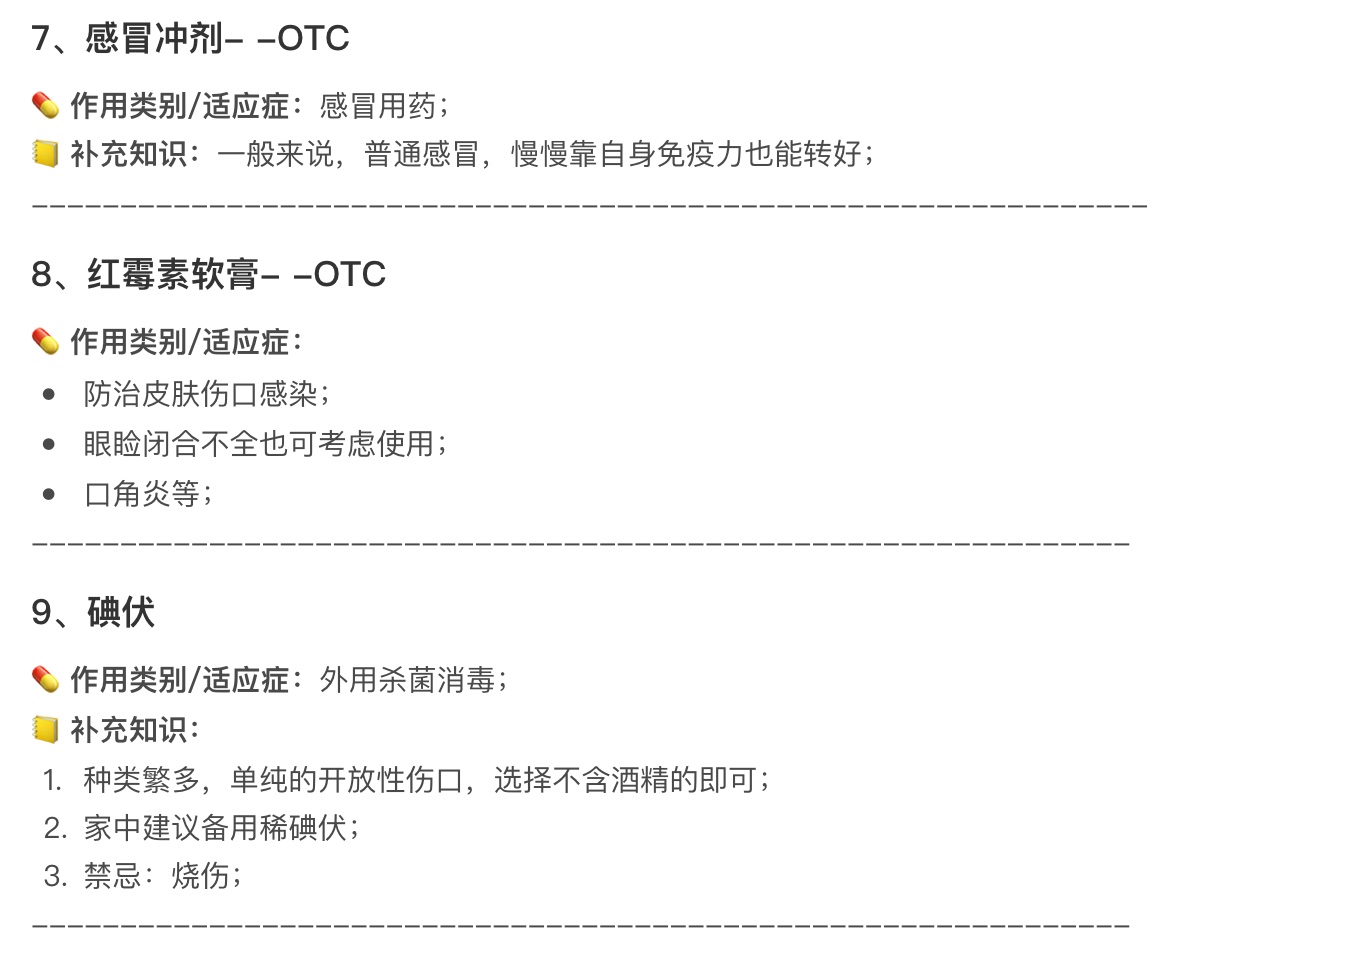 7、感冒冲剂– –OTC
💊 作用类别/适应症：感冒用药；
📒 补充知识：一般来说，普通感冒，慢慢靠自身免疫力也能转好；
–––––––––––––––––––––––––––––––––––––––––––––––––––––––––––––––
8、红霉素软膏– –OTC
💊 作用类别/适应症：
• 防治皮肤伤口感染；
• 眼睑闭合不全也可考虑使用；
• 口角炎等；
––––––––––––––––––––––––––––––––––––––––––––––––––––––––––––––
9、碘伏
💊 作用类别/适应症：外用杀菌消毒；
📒 补充知识：
1. 种类繁多，单纯的开放性伤口，选择不含酒精的即可；
2. 家中建议备用稀碘伏；
3. 禁忌：烧伤；
––––––––––––––––––––––––––––––––––––––––––––––––––––––––––––––